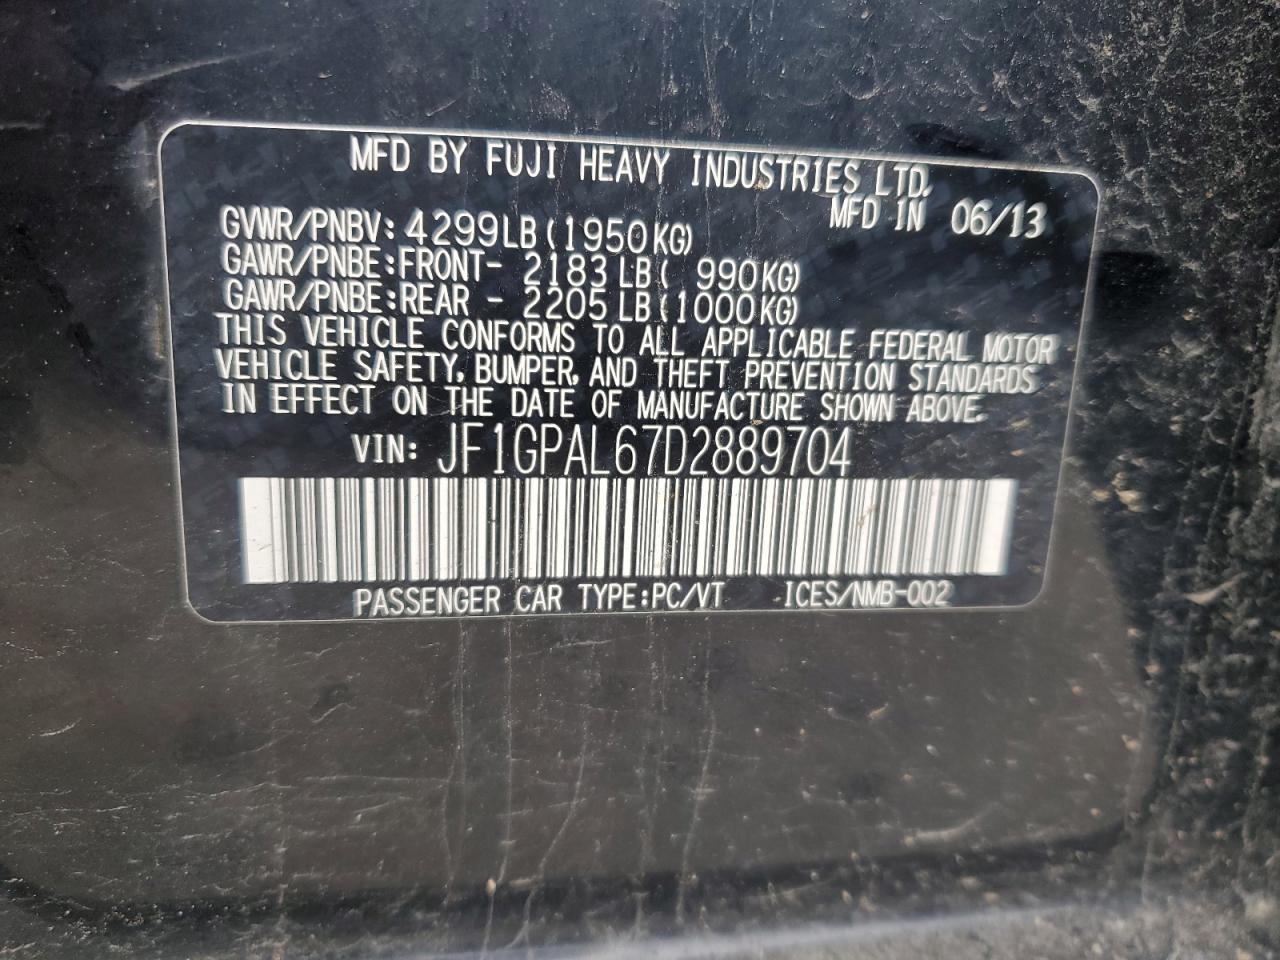 MFD BY FUJI HEAVY INDUSTRIES LTD.
MFD IN 06/13
GVWR/PNBV: 4299LB (1950KG)
GAWR/PNBE:FRONT- 2183 LB( 990KG)
GAWR/PNBE:REAR - 2205 LB(1000KG)
THIS VEHICLE CONFORMS TO ALL APPLICABLE FEDERAL MOTOR
VEHICLE SAFETY, BUMPER, AND THEFT PREVENTION STANDARDS
IN EFFECT ON THE DATE OF MANUFACTURE SHOWN ABOVE.
VIN: JF1GPAL67D2889704
PASSENGER CAR TYPE:PC/VT ICES/NMB-002